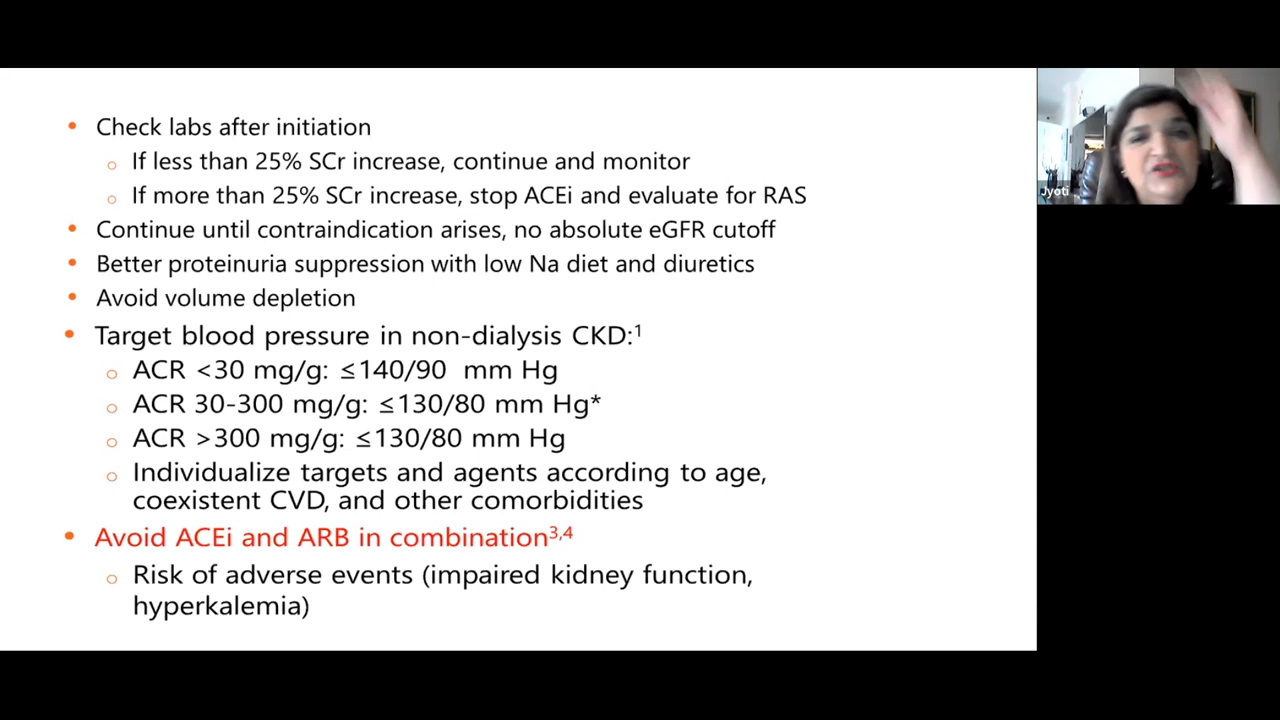 • Check labs after initiation
o If less than 25% SCr increase, continue and monitor
o If more than 25% SCr increase, stop ACEi and evaluate for RAS
• Continue until contraindication arises, no absolute eGFR cutoff
• Better proteinuria suppression with low Na diet and diuretics
• Avoid volume depletion
• Target blood pressure in non-dialysis CKD:¹
o ACR <30 mg/g: ≤140/90 mm Hg
o ACR 30-300 mg/g: ≤130/80 mm Hg*
o ACR >300 mg/g: ≤130/80 mm Hg
o Individualize targets and agents according to age,
coexistent CVD, and other comorbidities
• Avoid ACEi and ARB in combination³,⁴
o Risk of adverse events (impaired kidney function,
hyperkalemia)
Jyoti